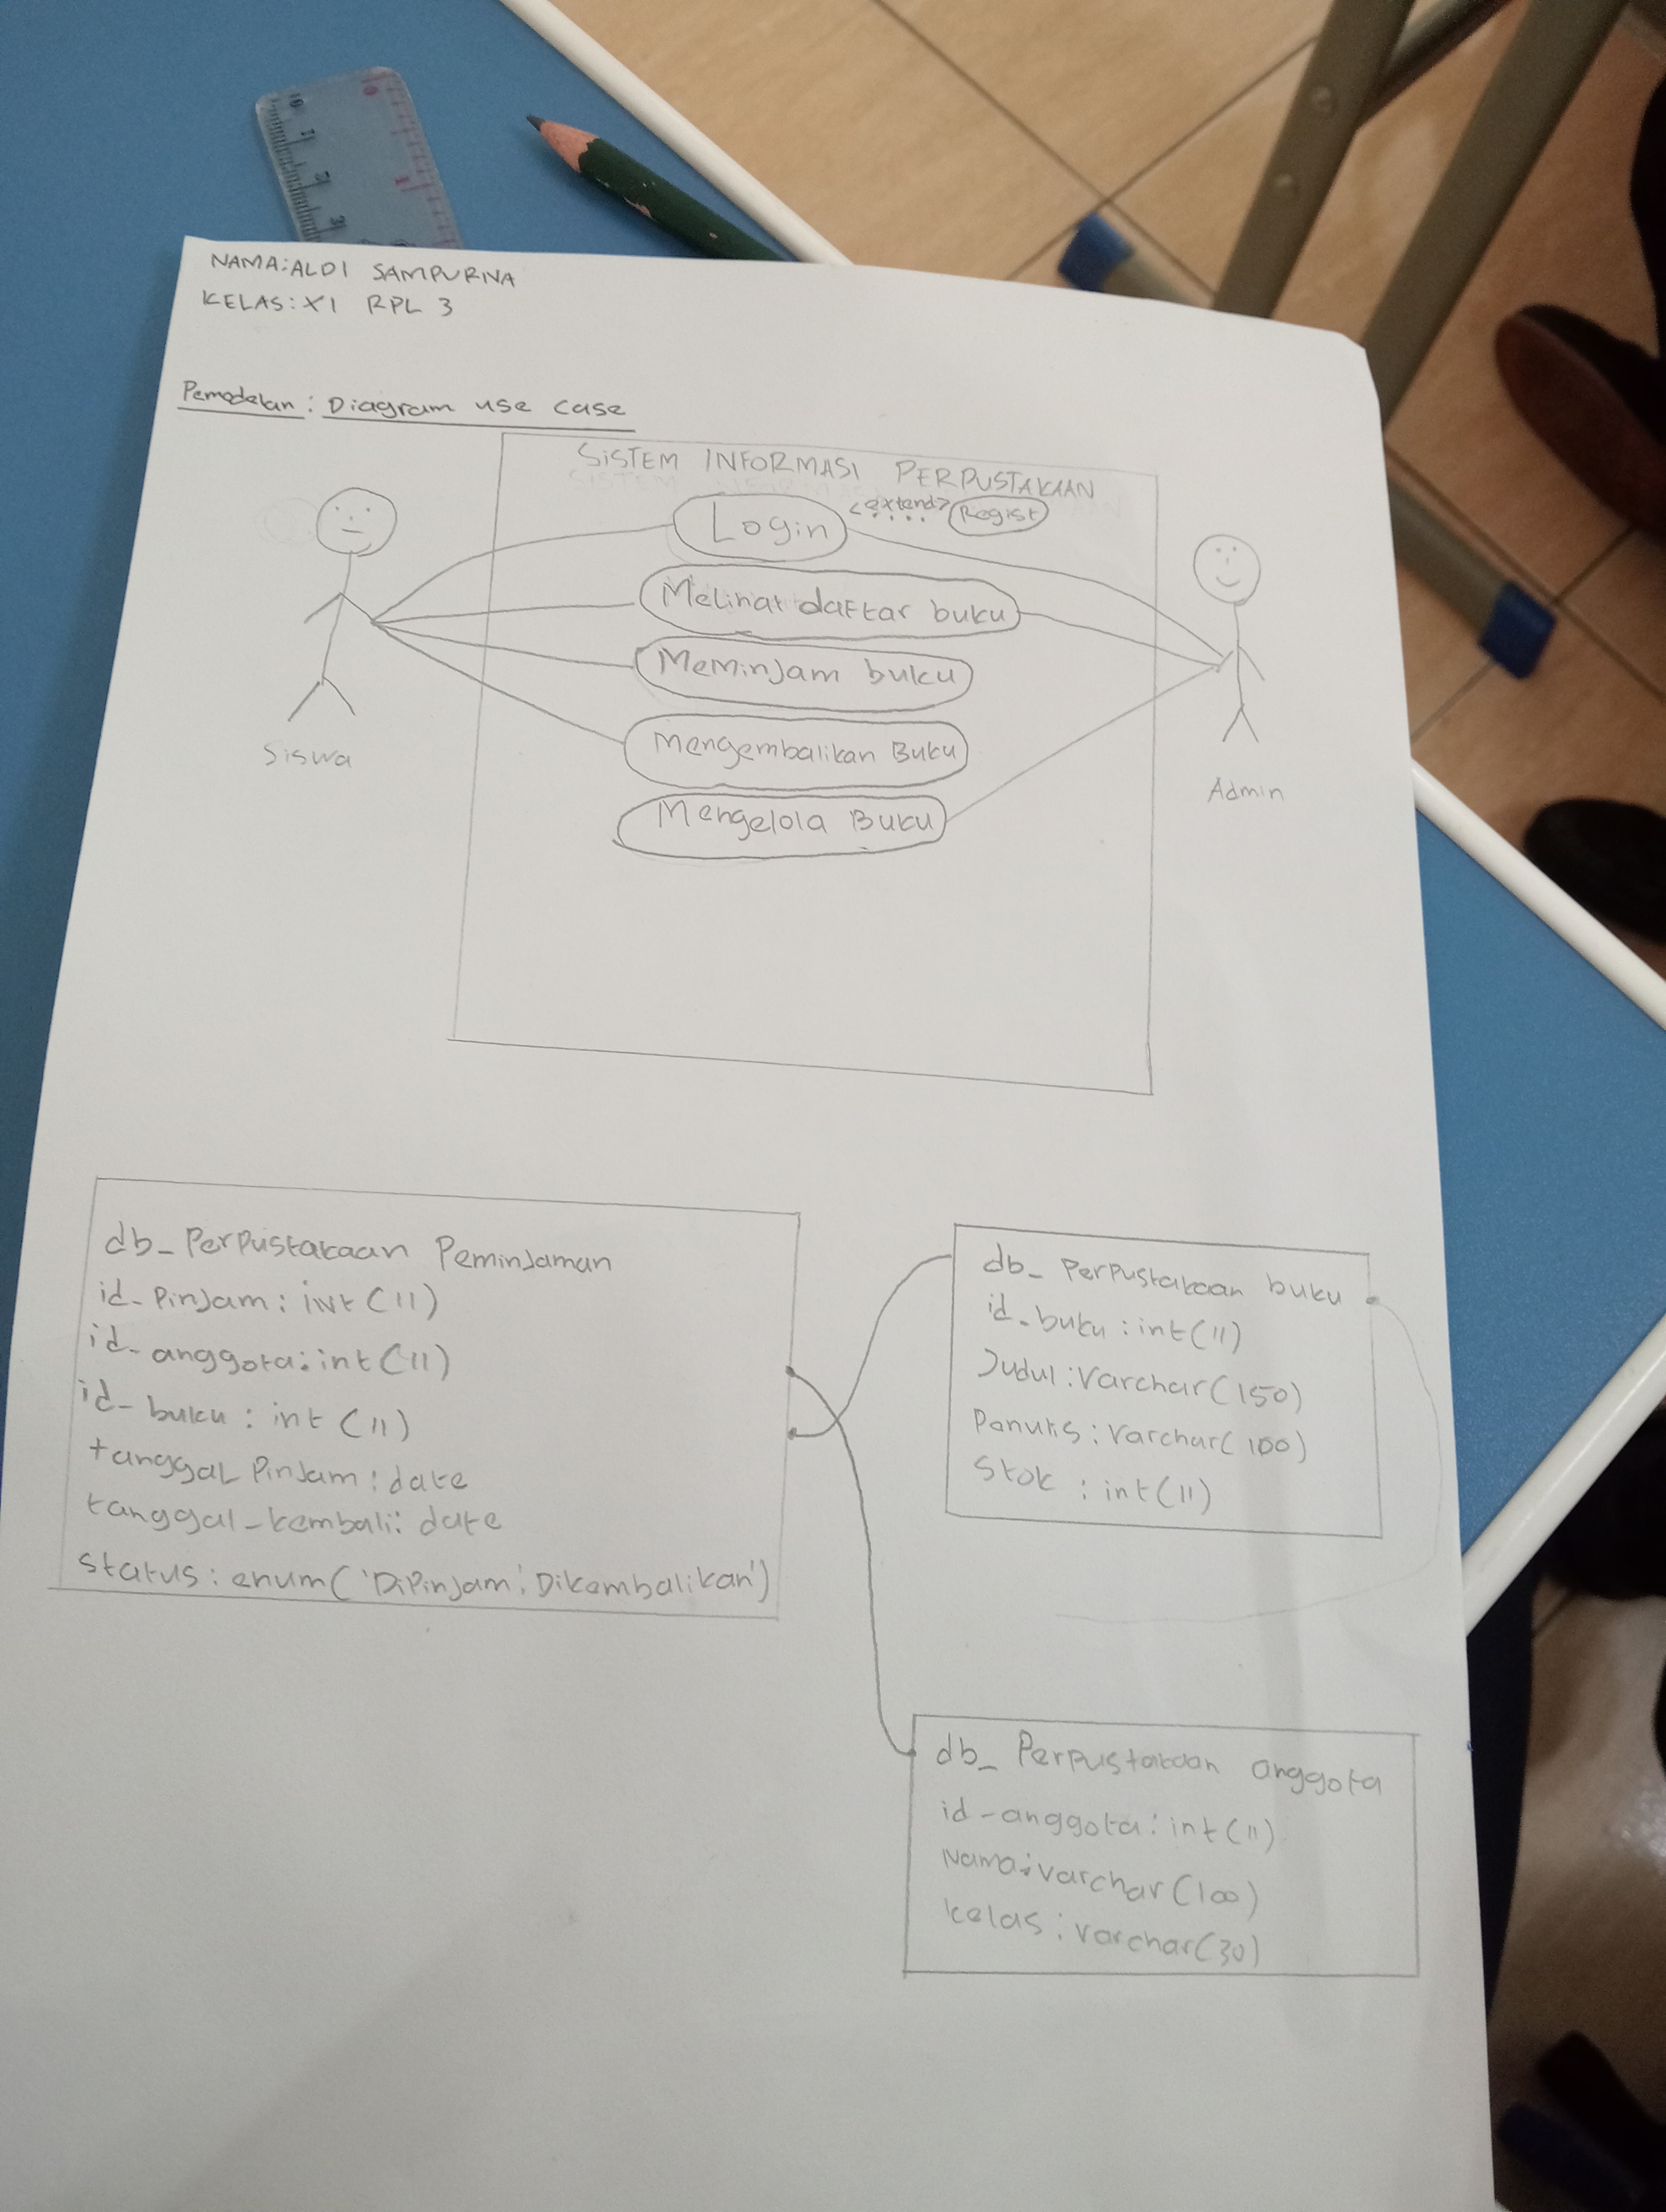 NAMA: ALDI SAMPURNA
KELAS: XI RPL 3
Pemodelan: Diagram use case
SISTEM INFORMASI PERPUSTAKAAN
Login
<extend>
Regist
Melihat daftar buku
Meminjam buku
Mengembalikan Buku
Mengelola Buku
Siswa
Admin
db_Perpustakaan Peminjaman
id_Pinjam: int(11)
id_anggota: int(11)
id_buku: int(11)
tanggal Pinjam: date
tanggal_kembali: date
status: enum('Dipinjam','Dikembalikan')
db_Perpustakaan buku
id_buku: int(11)
Judul: Varchar(150)
Panulis: Varchar(100)
Stok: int(11)
db_Perpustakaan anggota
id_anggota: int(11)
Nama: varchar(100)
kelas: varchar(30)